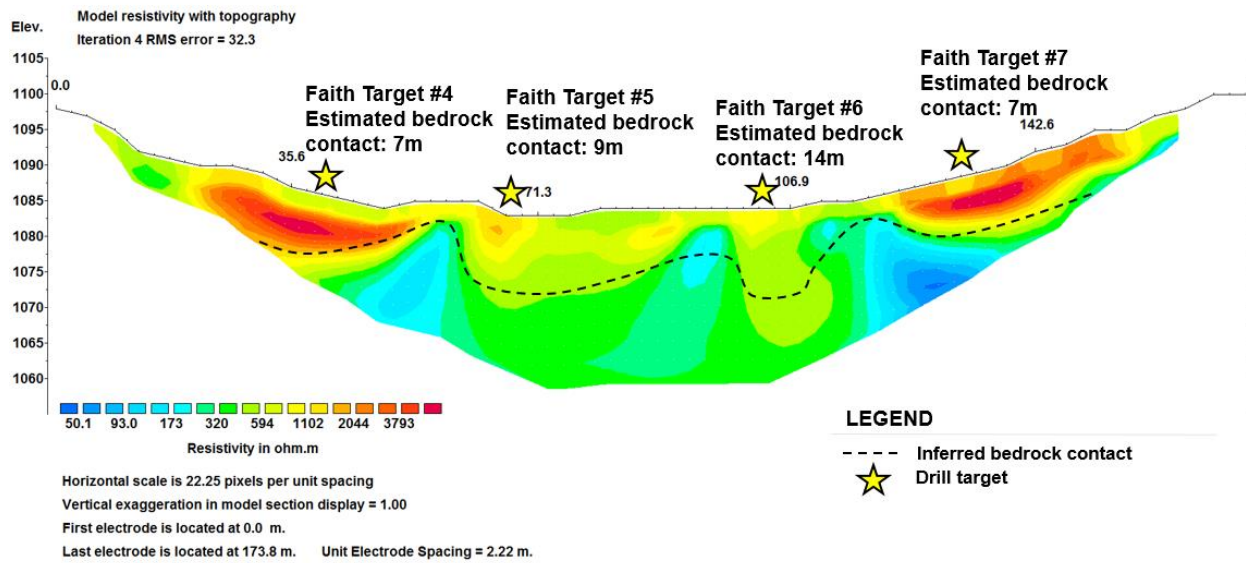 Model resistivity with topography
Elev.
Iteration 4 RMS error = 32.3
1105
1100
1095
1090
1085
1080
1075
1070
1065
1060
0.0
35.6
71.3
106.9
142.6
Faith Target #4
Estimated bedrock
contact: 7m
Faith Target #5
Estimated bedrock
contact: 9m
Faith Target #6
Estimated bedrock
contact: 14m
Faith Target #7
Estimated bedrock
contact: 7m
50.1 93.0 173 320 594 1102 2044 3793
Resistivity in ohm.m
LEGEND
Inferred bedrock contact
Drill target
Horizontal scale is 22.25 pixels per unit spacing
Vertical exaggeration in model section display = 1.00
First electrode is located at 0.0 m.
Last electrode is located at 173.8 m. Unit Electrode Spacing = 2.22 m.